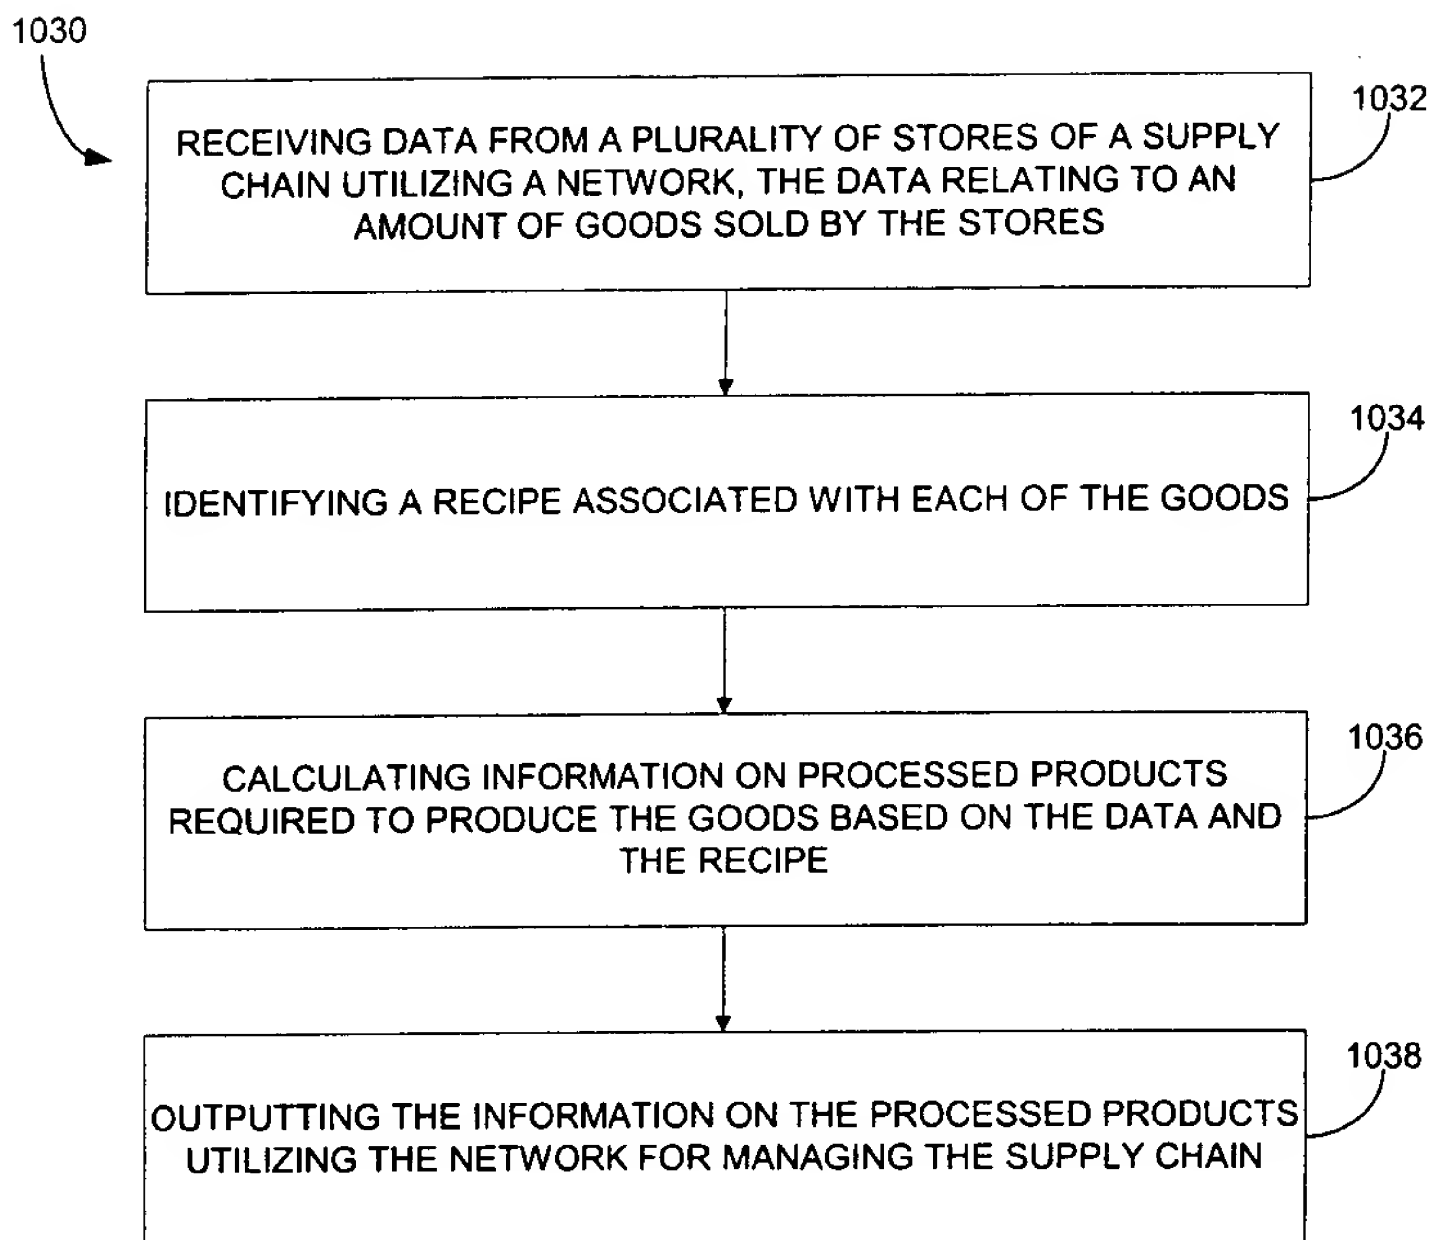 1030
1032
RECEIVING DATA FROM A PLURALITY OF STORES OF A SUPPLY
CHAIN UTILIZING A NETWORK, THE DATA RELATING TO AN
AMOUNT OF GOODS SOLD BY THE STORES
1034
IDENTIFYING A RECIPE ASSOCIATED WITH EACH OF THE GOODS
1036
CALCULATING INFORMATION ON PROCESSED PRODUCTS
REQUIRED TO PRODUCE THE GOODS BASED ON THE DATA AND
THE RECIPE
1038
OUTPUTTING THE INFORMATION ON THE PROCESSED PRODUCTS
UTILIZING THE NETWORK FOR MANAGING THE SUPPLY CHAIN